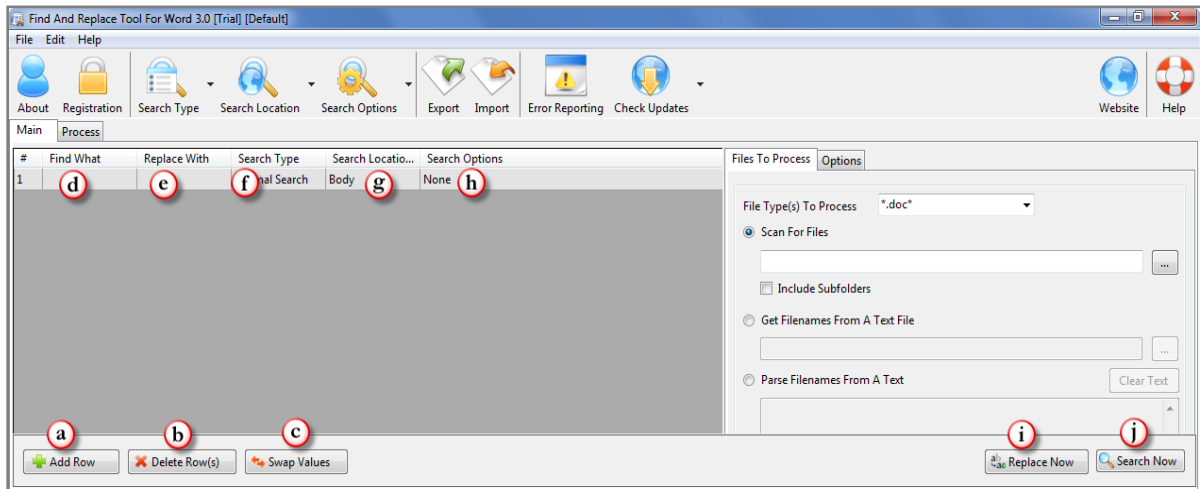 Find And Replace Tool For Word 3.0 [Trial] [Default]
File Edit Help
About Registration Search Type Search Location Search Options Export Import Error Reporting Check Updates Website Help
Main Process
# Find What Replace With Search Type Search Locatio... Search Options
1 d e f nal Search Body g None h
Files To Process Options
File Type(s) To Process *.doc*
Scan For Files
...
Include Subfolders
Get Filenames From A Text File
...
Parse Filenames From A Text Clear Text
a b c i j
Add Row Delete Row(s) Swap Values ab ac Replace Now Search Now